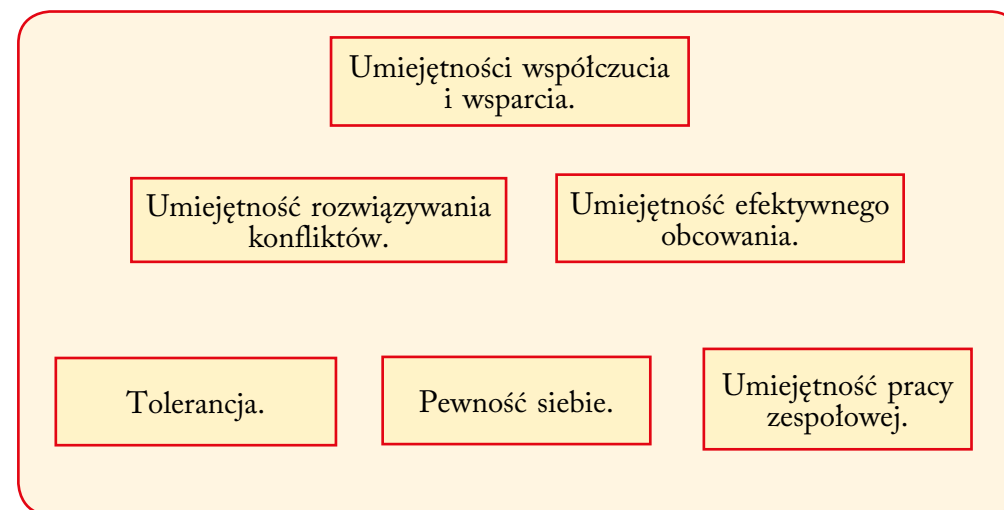 Umiejętności współczucia
i wsparcia.
Umiejętność rozwiązywania
konfliktów.
Umiejętność efektywnego
obcowania.
Tolerancja.
Pewność siebie.
Umiejętność pracy
zespołowej.